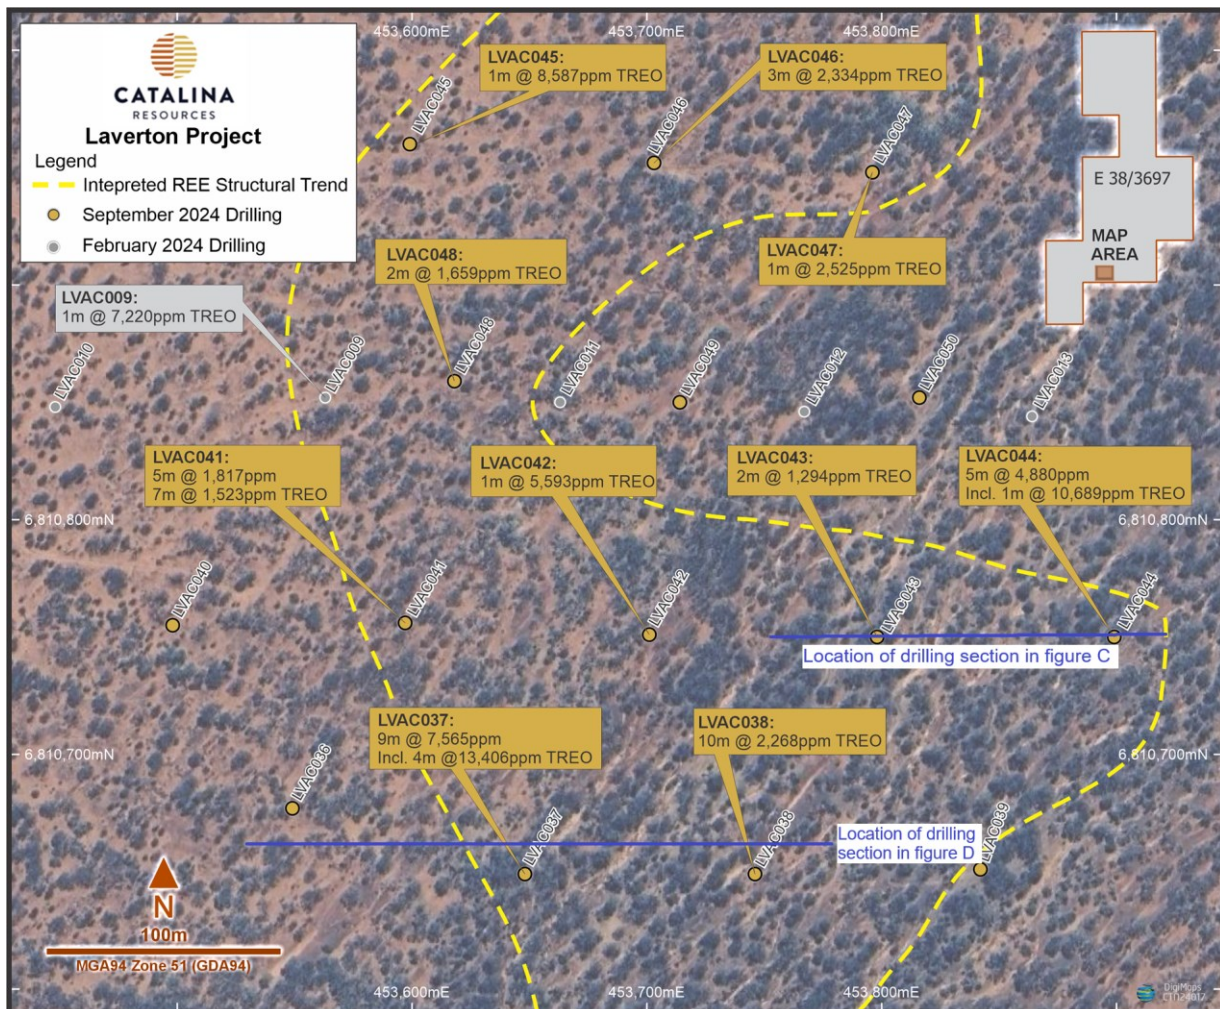 453,600mE
453,700mE
453,800mE
CATALINA
RESOURCES
Laverton Project
Legend
Intepreted REE Structural Trend
September 2024 Drilling
February 2024 Drilling
LVAC045:
1m @ 8,587ppm TREO
LVAC046:
3m @ 2,334ppm TREO
LVAC045
LVAC046
LVAC047
E 38/3697
MAP
AREA
LVAC048:
2m @ 1,659ppm TREO
LVAC047:
1m @ 2,525ppm TREO
LVAC009:
1m @ 7,220ppm TREO
LVAC010
LVAC009
LVAC048
LVAC011
LVAC049
LVAC012
LVAC050
LVAC013
LVAC041:
5m @ 1,817ppm
7m @ 1,523ppm TREO
LVAC042:
1m @ 5,593ppm TREO
LVAC043:
2m @ 1,294ppm TREO
LVAC044:
5m @ 4,880ppm
Incl. 1m @ 10,689ppm TREO
6,810,800mN
6,810,800mN
LVAC040
LVAC041
LVAC042
LVAC043
LVAC044
Location of drilling section in figure C
LVAC037:
9m @ 7,565ppm
Incl. 4m @13,406ppm TREO
LVAC038:
10m @ 2,268ppm TREO
6,810,700mN
6,810,700mN
LVAC036
LVAC037
LVAC038
LVAC039
Location of drilling
section in figure D
N
100m
MGA94 Zone 51 (GDA94)
453,600mE
453,700mE
453,800mE
DigiMaps
CTN24017